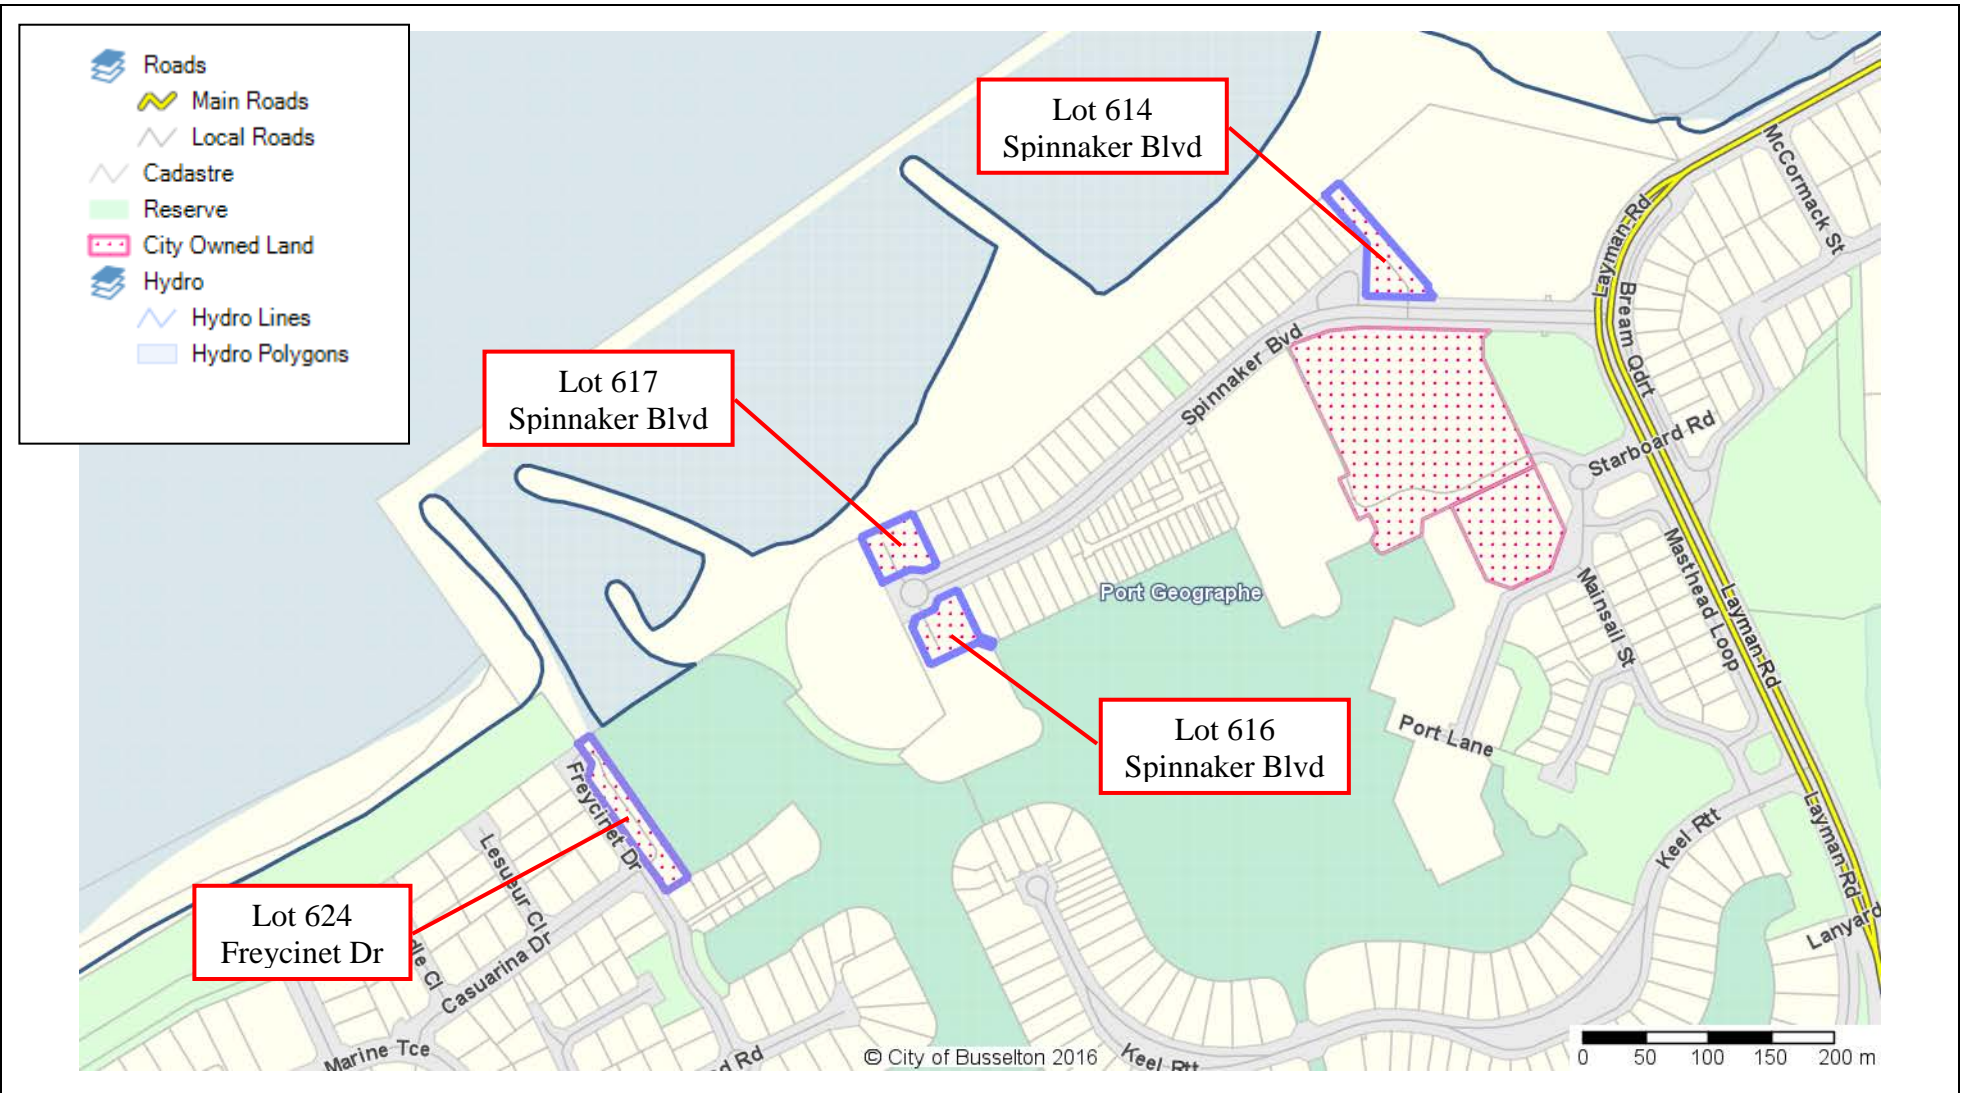 Roads
Main Roads
Local Roads
Cadastre
Reserve
City Owned Land
Hydro
Hydro Lines
Hydro Polygons
Lot 614
Spinnaker Blvd
Lot 617
Spinnaker Blvd
Lot 616
Spinnaker Blvd
Lot 624
Freycinet Dr
McCormack St
Layman Rd
Bream Qdrt
Spinnaker Bvd
Starboard Rd
Port Geographe
Masthead Loop
Mainsail St
Layman Rd
Port Lane
Keel Rtt
Layman Rd
Lanyard
Freycinet Dr
Lesueur Cl
dle Cl
Casuarina Dr
Marine Tce
d Rd
© City of Busselton 2016
Keel Rtt
0 50 100 150 200 m